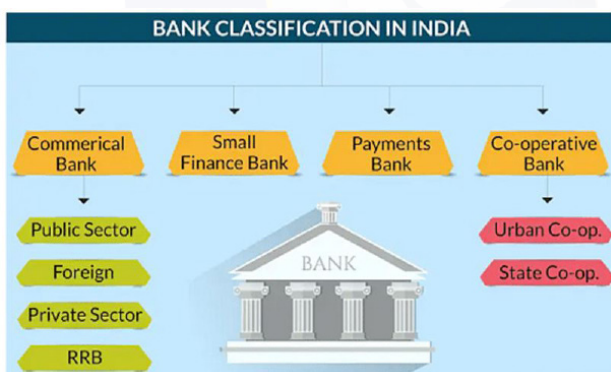 BANK CLASSIFICATION IN INDIA
Commerical
Bank
Small
Finance Bank
Payments
Bank
Co-operative
Bank
Public Sector
Foreign
Private Sector
RRB
BANK
Urban Co-op.
State Co-op.